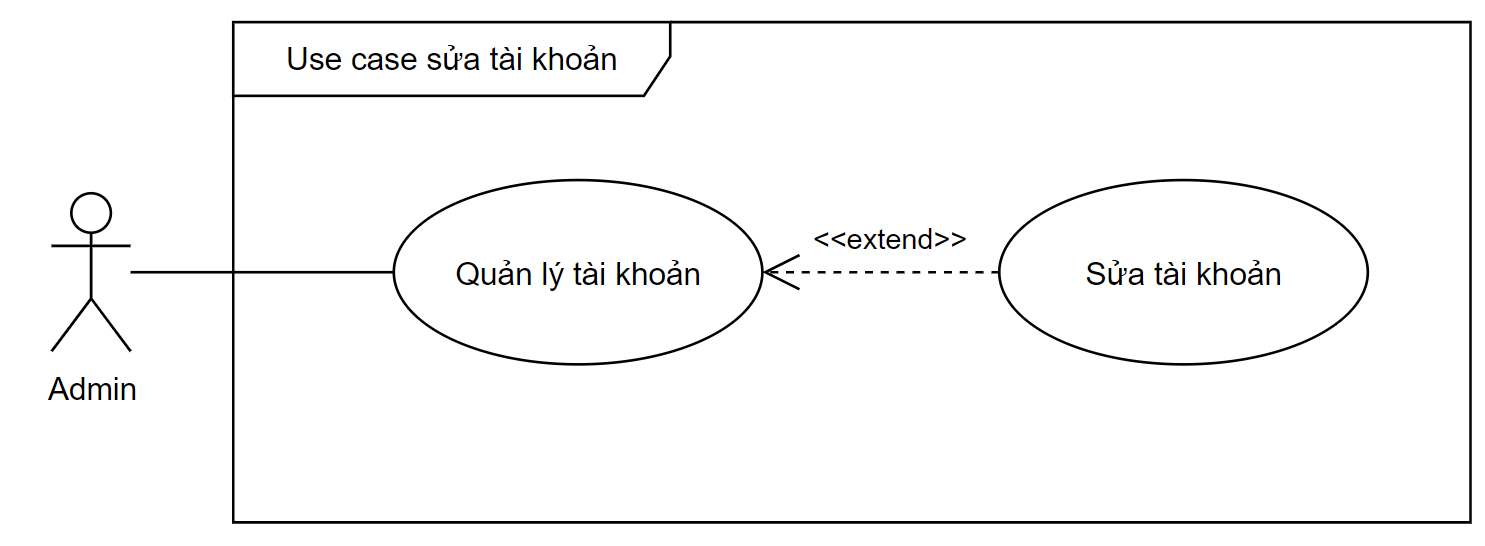 Use case sửa tài khoản
Quản lý tài khoản
<<extend>>
Sửa tài khoản
Admin